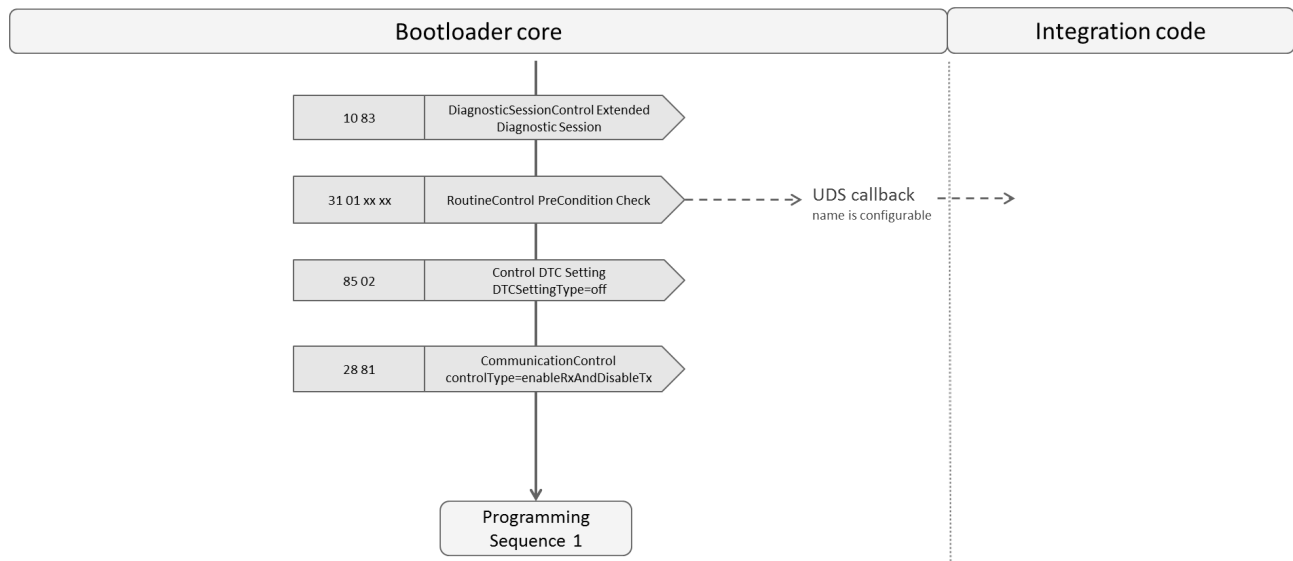 Bootloader core
Integration code
10 83
DiagnosticSessionControl Extended
Diagnostic Session
31 01 xx xx
RoutineControl PreCondition Check
UDS callback
name is configurable
85 02
Control DTC Setting
DTCSettingType=off
28 81
CommunicationControl
controlType=enableRxAndDisableTx
Programming
Sequence 1